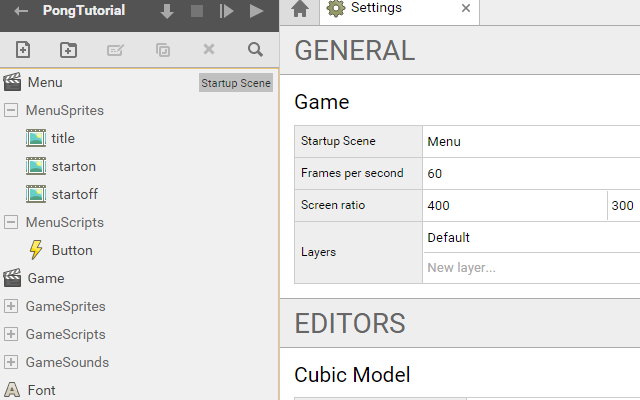 PongTutorial
Settings
Menu
Startup Scene
MenuSprites
title
starton
startoff
MenuScripts
Button
Game
GameSprites
GameScripts
GameSounds
Font
GENERAL
Game
Startup Scene Menu
Frames per second 60
Screen ratio 400 300
Layers
Default
New layer...
EDITORS
Cubic Model